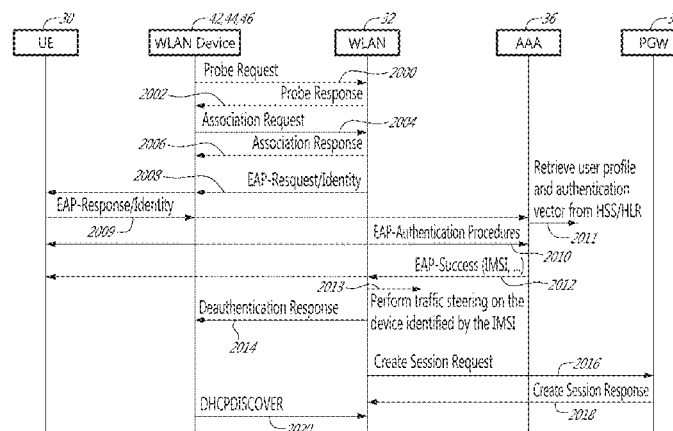 30
42,44,46
32
36
UE
WLAN Device
WLAN
AAA
PGW
Probe Request
2000
2002
Probe Response
Association Request
2004
2006
Association Response
2008
EAP-Resquest/Identity
EAP-Response/Identity
2009
Retrieve user profile
and authentication
vector from HSS/HLR
2011
EAP-Authentication Procedures
2010
EAP-Success (IMSI, ...)
2012
2013
Perform traffic steering on the
device identified by the IMSI
Deauthentication Response
2014
Create Session Request
2016
Create Session Response
2018
DHCPDISCOVER
2020